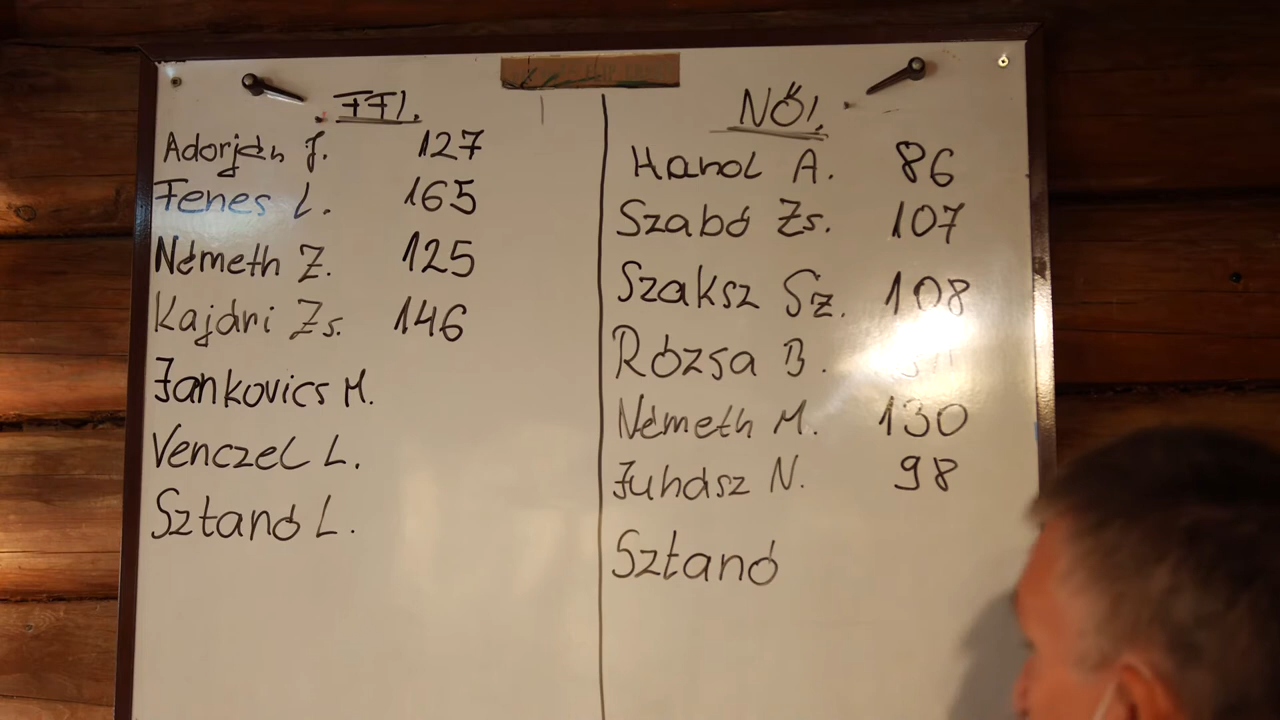 FFI.
Adorján J. 127
Fenes L. 165
Németh Z. 125
Kajdri Zs. 146
Jankovics M.
Venczel L.
Sztanó L.
NŐI.
Hanol A. 86
Szabó Zs. 107
Szaksz Sz. 108
Rózsa B.
Németh M. 130
Juhász N. 98
Sztanó